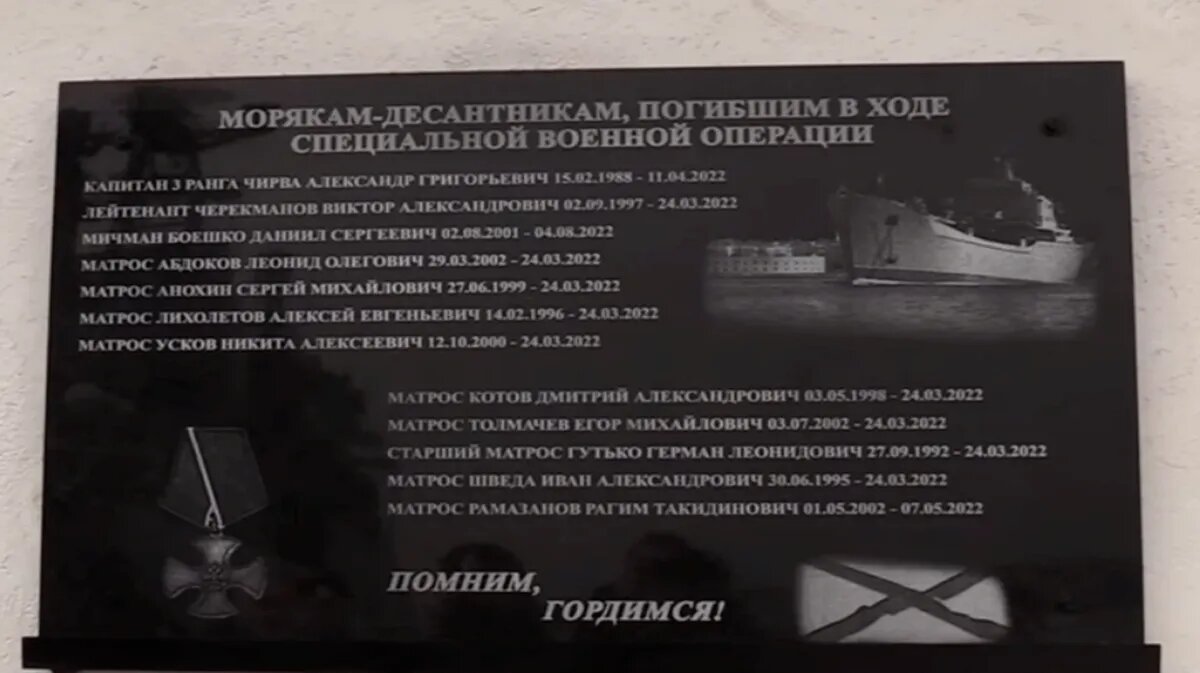 МОРЯКАМ-ДЕСАНТНИКАМ, ПОГИБШИМ В ХОДЕ
СПЕЦИАЛЬНОЙ ВОЕННОЙ ОПЕРАЦИИ
КАПИТАН 3 РАНГА ЧИРВА АЛЕКСАНДР ГРИГОРЬЕВИЧ 15.02.1988 - 11.04.2022
ЛЕЙТЕНАНТ ЧЕРЕКМАНОВ ВИКТОР АЛЕКСАНДРОВИЧ 02.09.1997 - 24.03.2022
МИЧМАН БОЕШКО ДАНИИЛ СЕРГЕЕВИЧ 02.08.2001 - 04.08.2022
МАТРОС АБДОКОВ ЛЕОНИД ОЛЕГОВИЧ 29.03.2002 - 24.03.2022
МАТРОС АНОХИН СЕРГЕЙ МИХАЙЛОВИЧ 27.06.1999 - 24.03.2022
МАТРОС ЛИХОЛЕТОВ АЛЕКСЕЙ ЕВГЕНЬЕВИЧ 14.02.1996 - 24.03.2022
МАТРОС УСКОВ НИКИТА АЛЕКСЕЕВИЧ 12.10.2000 - 24.03.2022
МАТРОС КОТОВ ДМИТРИЙ АЛЕКСАНДРОВИЧ 03.05.1998 - 24.03.2022
МАТРОС ТОЛМАЧЕВ ЕГОР МИХАЙЛОВИЧ 03.07.2002 - 24.03.2022
СТАРШИЙ МАТРОС ГУТЬКО ГЕРМАН ЛЕОНИДОВИЧ 27.09.1992 - 24.03.2022
МАТРОС ШВЕДА ИВАН АЛЕКСАНДРОВИЧ 30.06.1995 - 24.03.2022
МАТРОС РАМАЗАНОВ РАГИМ ТАКИДИНОВИЧ 01.05.2002 - 07.05.2022
ПОМНИМ,
ГОРДИМСЯ!